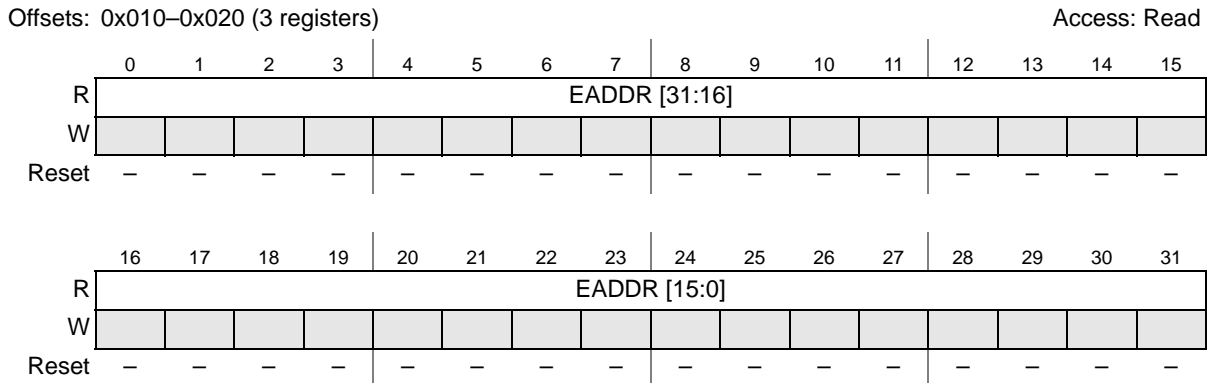 Offsets: 0x010–0x020 (3 registers) Access: Read
0 1 2 3 4 5 6 7 8 9 10 11 12 13 14 15
R EADDR [31:16]
W
Reset – – – – – – – – – – – – – – – –
16 17 18 19 20 21 22 23 24 25 26 27 28 29 30 31
R EADDR [15:0]
W
Reset – – – – – – – – – – – – – – – –